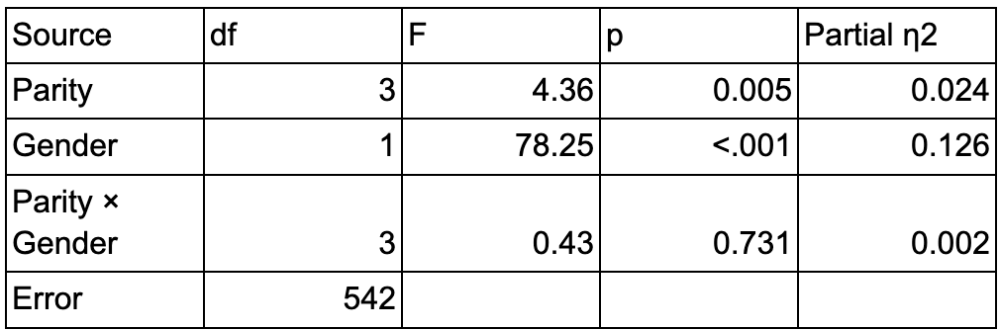 Source df F p Partial η2
Parity 3 4.36 0.005 0.024
Gender 1 78.25 <.001 0.126
Parity ×
Gender 3 0.43 0.731 0.002
Error 542